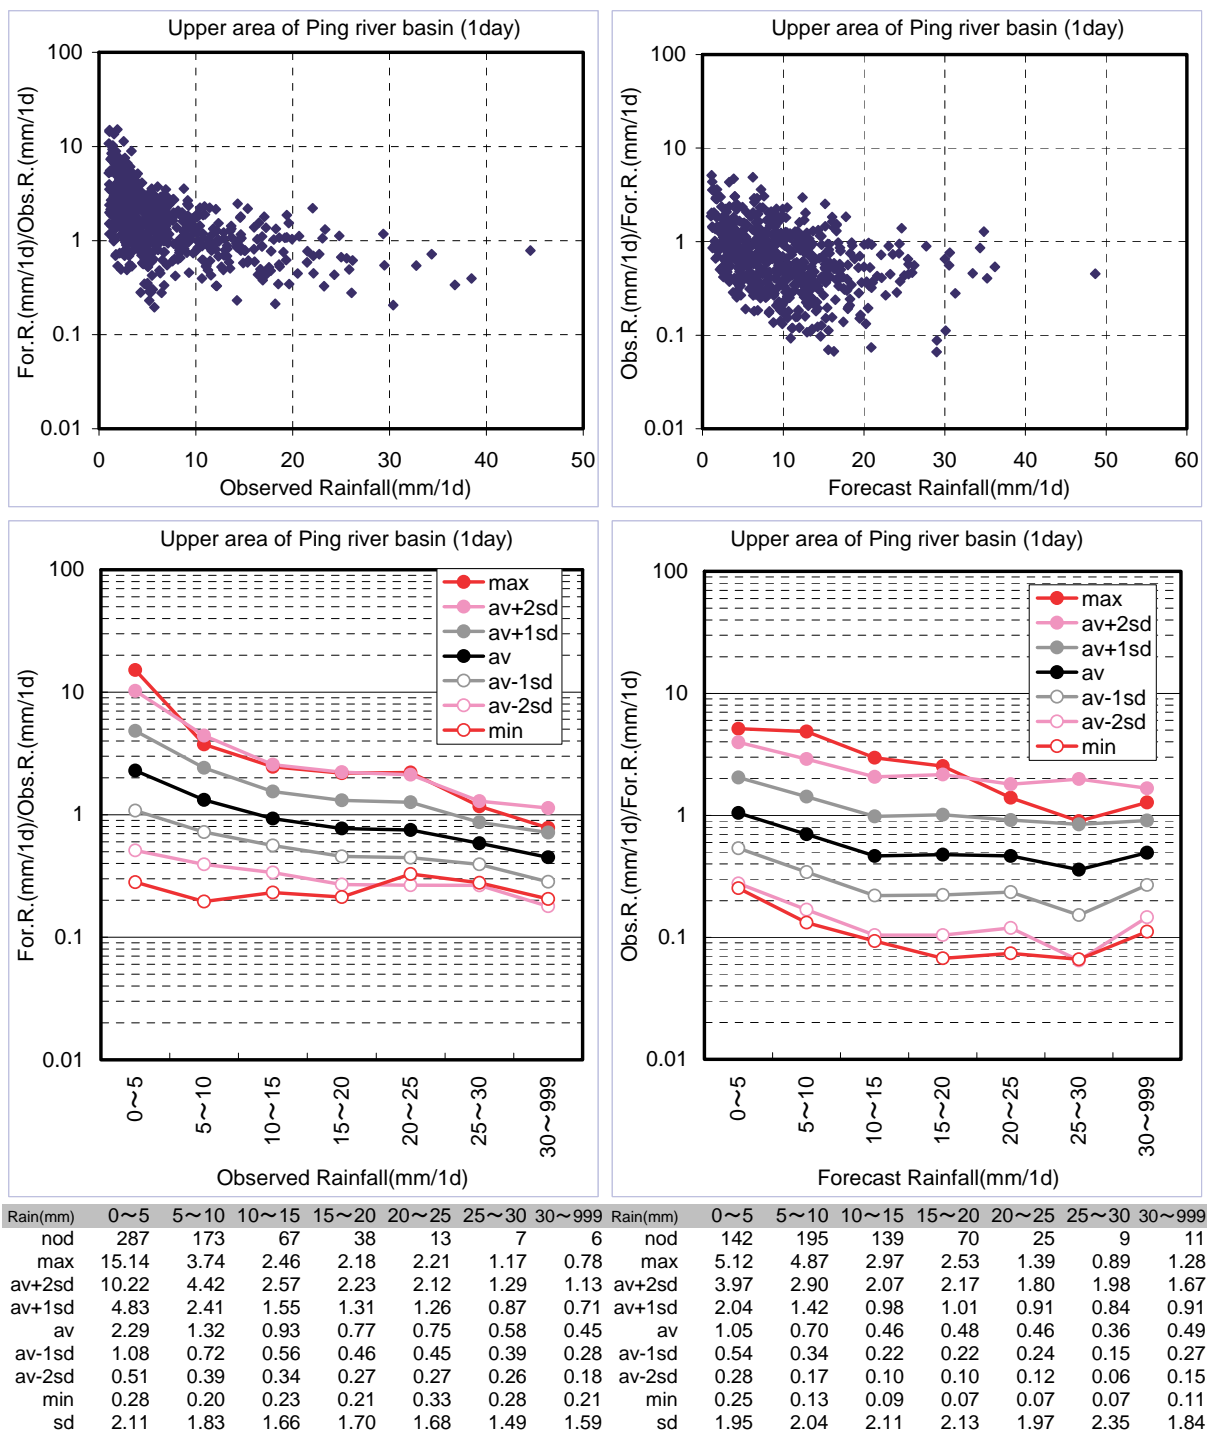 Upper area of Ping river basin (1day)
For.R.(mm/1d)/Obs.R.(mm/1d)
100
10
1
0.1
0.01
0 10 20 30 40 50
Observed Rainfall(mm/1d)
Upper area of Ping river basin (1day)
Obs.R.(mm/1d)/For.R.(mm/1d)
100
10
1
0.1
0.01
0 10 20 30 40 50 60
Forecast Rainfall(mm/1d)
Upper area of Ping river basin (1day)
For.R.(mm/1d)/Obs.R.(mm/1d)
100
10
1
0.1
0.01
max
av+2sd
av+1sd
av
av-1sd
av-2sd
min
0～5 5～10 10～15 15～20 20～25 25～30 30～999
Observed Rainfall(mm/1d)
Upper area of Ping river basin (1day)
Obs.R.(mm/1d)/For.R.(mm/1d)
100
10
1
0.1
0.01
max
av+2sd
av+1sd
av
av-1sd
av-2sd
min
0～5 5～10 10～15 15～20 20～25 25～30 30～999
Forecast Rainfall(mm/1d)
Rain(mm) 0～5 5～10 10～15 15～20 20～25 25～30 30～999
nod 287 173 67 38 13 7 6
max 15.14 3.74 2.46 2.18 2.21 1.17 0.78
av+2sd 10.22 4.42 2.57 2.23 2.12 1.29 1.13
av+1sd 4.83 2.41 1.55 1.31 1.26 0.87 0.71
av 2.29 1.32 0.93 0.77 0.75 0.58 0.45
av-1sd 1.08 0.72 0.56 0.46 0.45 0.39 0.28
av-2sd 0.51 0.39 0.34 0.27 0.27 0.26 0.18
min 0.28 0.20 0.23 0.21 0.33 0.28 0.21
sd 2.11 1.83 1.66 1.70 1.68 1.49 1.59
Rain(mm) 0～5 5～10 10～15 15～20 20～25 25～30 30～999
nod 142 195 139 70 25 9 11
max 5.12 4.87 2.97 2.53 1.39 0.89 1.28
av+2sd 3.97 2.90 2.07 2.17 1.80 1.98 1.67
av+1sd 2.04 1.42 0.98 1.01 0.91 0.84 0.91
av 1.05 0.70 0.46 0.48 0.46 0.36 0.49
av-1sd 0.54 0.34 0.22 0.22 0.24 0.15 0.27
av-2sd 0.28 0.17 0.10 0.10 0.12 0.06 0.15
min 0.25 0.13 0.09 0.07 0.07 0.07 0.11
sd 1.95 2.04 2.11 2.13 1.97 2.35 1.84